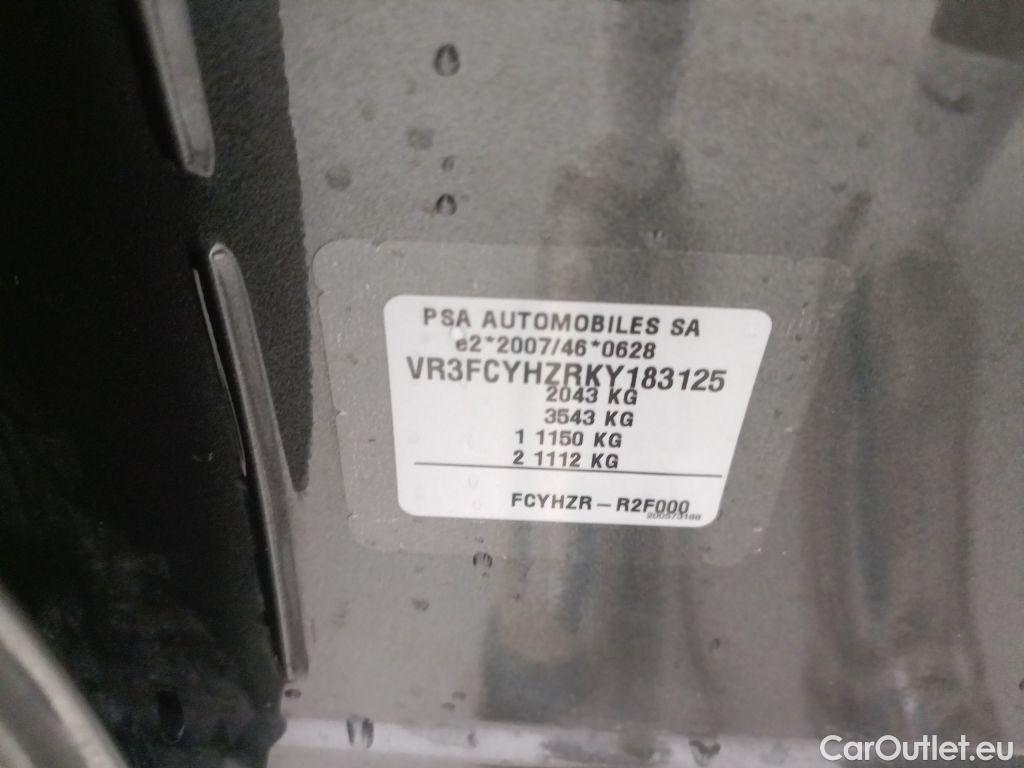 PSA AUTOMOBILES SA
e2*2007/46*0628
VR3FCYHZRKY183125
2043 KG
3543 KG
1 1150 KG
2 1112 KG
FCYHZR – R2F000
200573188
CarOutlet.eu